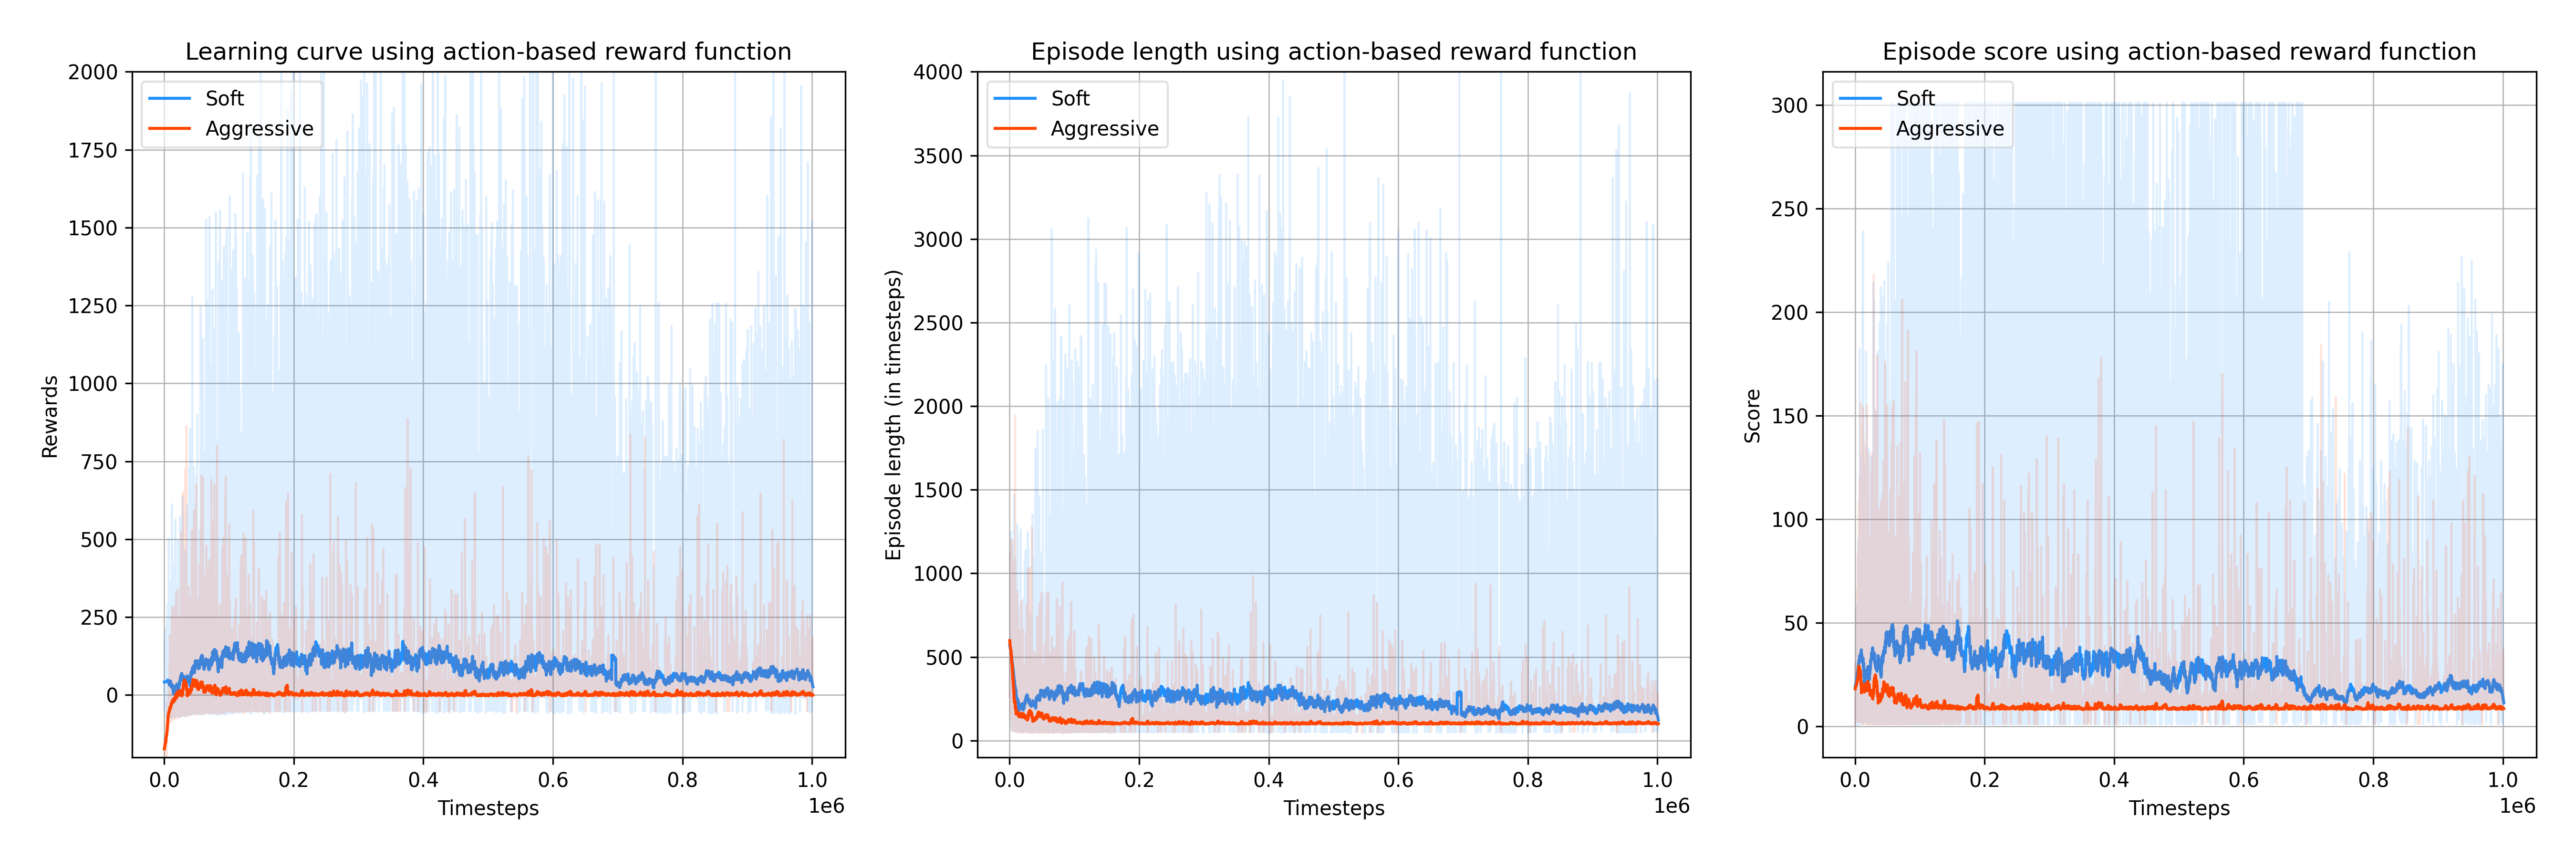 Learning curve using action-based reward function
2000
1750
1500
1250
1000
750
500
250
0
Rewards
Soft
Aggressive
0.0 0.2 0.4 0.6 0.8 1.0
1e6
Timesteps
Episode length using action-based reward function
4000
3500
3000
2500
2000
1500
1000
500
0
Episode length (in timesteps)
Soft
Aggressive
0.0 0.2 0.4 0.6 0.8 1.0
1e6
Timesteps
Episode score using action-based reward function
300
250
200
150
100
50
0
Score
Soft
Aggressive
0.0 0.2 0.4 0.6 0.8 1.0
1e6
Timesteps